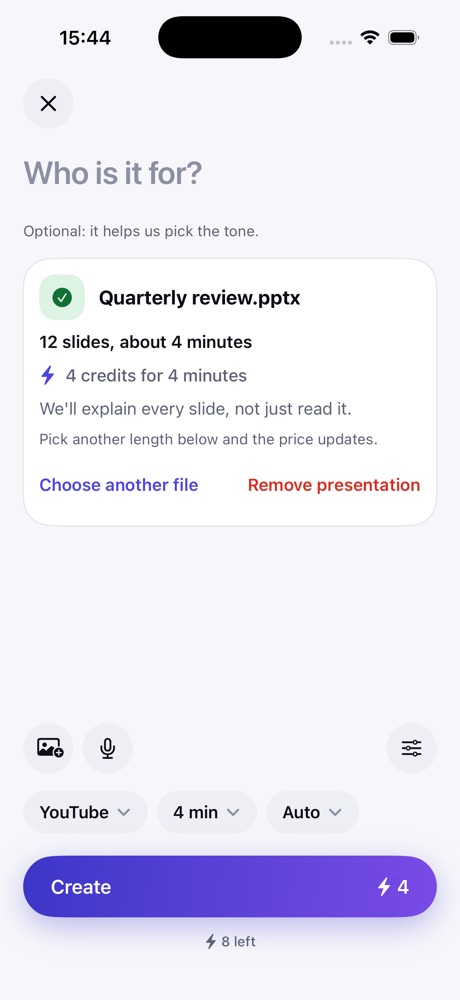 15:44
Who is it for?
Optional: it helps us pick the tone.
Quarterly review.pptx
12 slides, about 4 minutes
4 credits for 4 minutes
We'll explain every slide, not just read it.
Pick another length below and the price updates.
Choose another file
Remove presentation
YouTube
4 min
Auto
Create
4
8 left